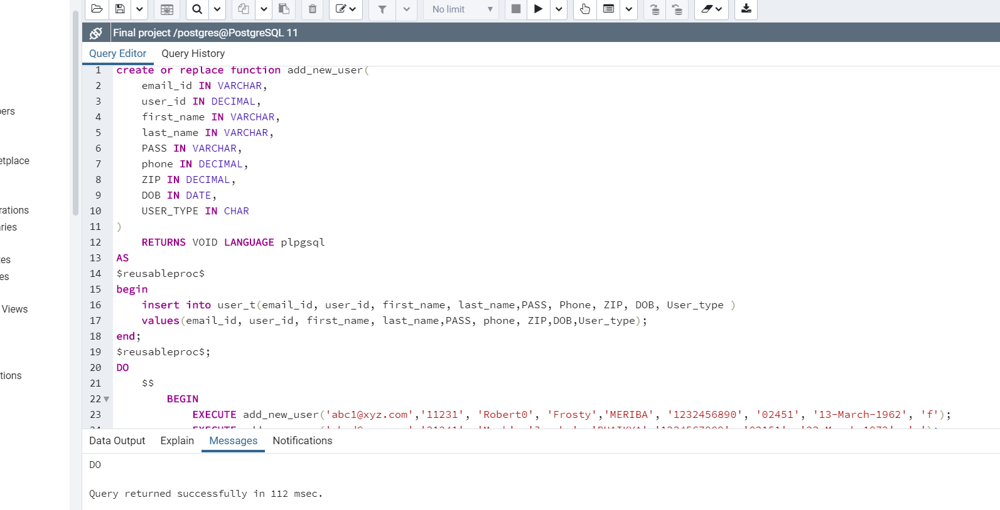 No limit
Final project /postgres@PostgreSQL 11
Query Editor Query History
1 create or replace function add_new_user(
2 email_id IN VARCHAR,
3 user_id IN DECIMAL,
4 first_name IN VARCHAR,
5 last_name IN VARCHAR,
6 PASS IN VARCHAR,
7 phone IN DECIMAL,
8 ZIP IN DECIMAL,
9 DOB IN DATE,
10 USER_TYPE IN CHAR
11 )
12 RETURNS VOID LANGUAGE plpgsql
13 AS
14 $reusableproc$
15 begin
16 insert into user_t(email_id, user_id, first_name, last_name,PASS, Phone, ZIP, DOB, User_type )
17 values(email_id, user_id, first_name, last_name,PASS, phone, ZIP,DOB,User_type);
18 end;
19 $reusableproc$;
20 DO
21 $$
22 BEGIN
23 EXECUTE add_new_user('abc1@xyz.com','11231', 'Robert0', 'Frosty','MERIBA', '1232456890', '02451', '13-March-1962', 'f');
Data Output Explain Messages Notifications
DO
Query returned successfully in 112 msec.
ers
etplace
rations
ries
es
es
Views
tions